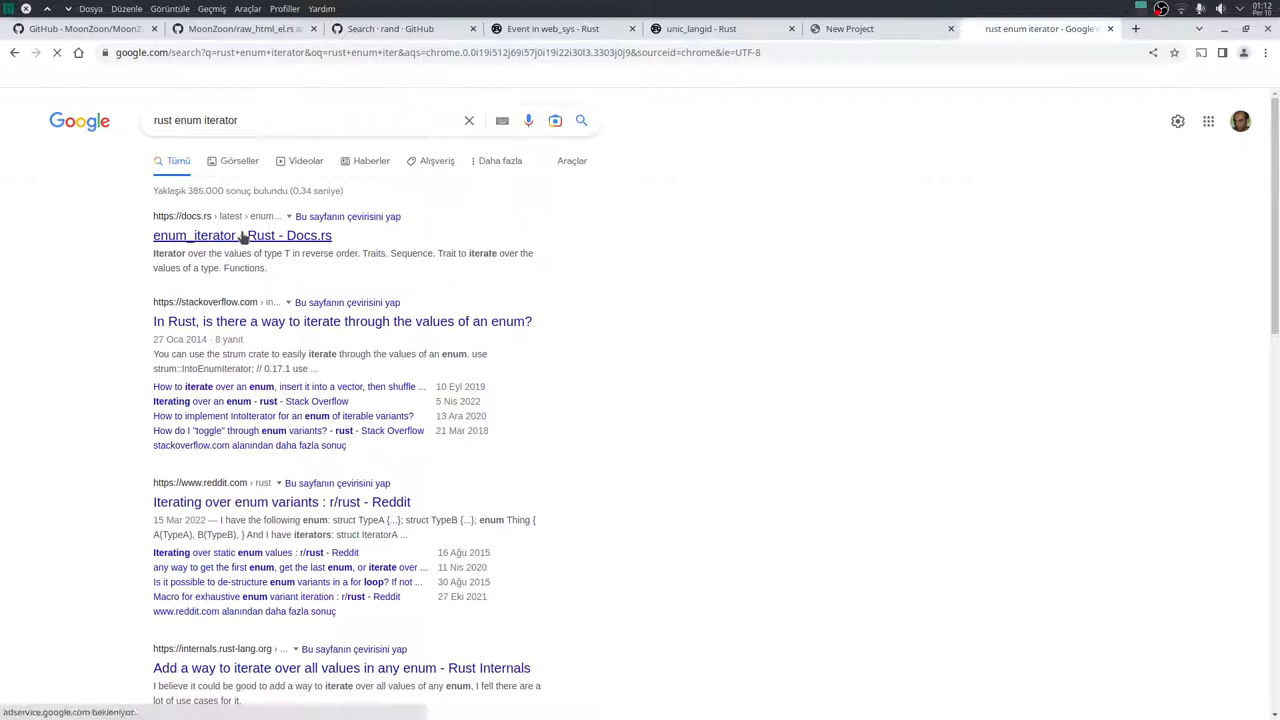 Dosya Düzenle Görüntüle Geçmiş Araçlar Profiller Yardım
01:12
Per 10
GitHub - MoonZoon/MoonZ
MoonZoon/raw_html_el.rs a
Search · rand · GitHub
Event in web_sys - Rust
unic_langid - Rust
New Project
rust enum iterator - Google'd
google.com/search?q=rust+enum+iterator&oq=rust+enum+iter&aqs=chrome.0.0i19i512j69i57j0i19i22i30l3.3303j0j9&sourceid=chrome&ie=UTF-8
Google
rust enum iterator
Tümü Görseller Videolar Haberler Alışveriş Daha fazla Araçlar
Yaklaşık 385.000 sonuç bulundu (0,34 saniye)
https://docs.rs › latest › enum... Bu sayfanın çevirisini yap
enum_iterator - Rust - Docs.rs
Iterator over the values of type T in reverse order. Traits. Sequence. Trait to iterate over the
values of a type. Functions.
https://stackoverflow.com › in... Bu sayfanın çevirisini yap
In Rust, is there a way to iterate through the values of an enum?
27 Oca 2014 · 8 yanıt
You can use the strum crate to easily iterate through the values of an enum. use
strum::IntoEnumIterator; // 0.17.1 use ...
How to iterate over an enum, insert it into a vector, then shuffle ... 10 Eyl 2019
Iterating over an enum - rust - Stack Overflow 5 Nis 2022
How to implement IntoIterator for an enum of iterable variants? 13 Ara 2020
How do I "toggle" through enum variants? - rust - Stack Overflow 21 Mar 2018
stackoverflow.com alanından daha fazla sonuç
https://www.reddit.com › rust Bu sayfanın çevirisini yap
Iterating over enum variants : r/rust - Reddit
15 Mar 2022 — I have the following enum: struct TypeA {...}; struct TypeB {...}; enum Thing {
A(TypeA), B(TypeB), } And I have iterators: struct IteratorA ...
Iterating over static enum values : r/rust - Reddit 16 Ağu 2015
any way to get the first enum, get the last enum, or iterate over ... 11 Nis 2020
Is it possible to de-structure enum variants in a for loop? If not ... 30 Ağu 2015
Macro for exhaustive enum variant iteration : r/rust - Reddit 27 Eki 2021
www.reddit.com alanından daha fazla sonuç
https://internals.rust-lang.org › ... Bu sayfanın çevirisini yap
Add a way to iterate over all values in any enum - Rust Internals
I believe it could be good to add a way to iterate over all values of any enum, I fell there are a
lot of use cases for it.
adservice.google.com bekleniyor...